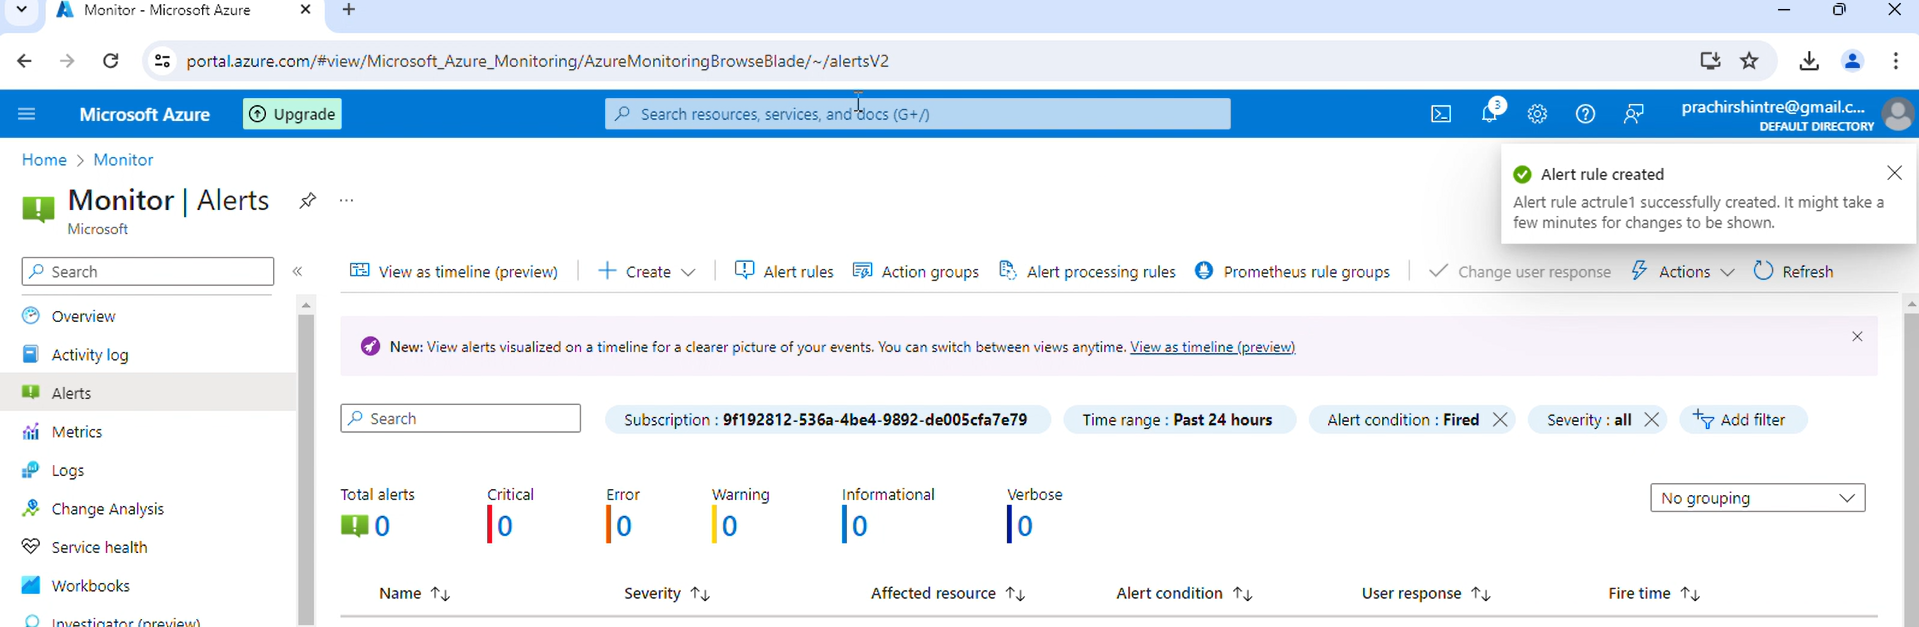 Monitor - Microsoft Azure
portal.azure.com/#view/Microsoft_Azure_Monitoring/AzureMonitoringBrowseBlade/~/alertsV2
Microsoft Azure
Upgrade
Search resources, services, and docs (G+/)
3
prachirshintre@gmail.c...
DEFAULT DIRECTORY
Home > Monitor
Alert rule created
Alert rule actrule1 successfully created. It might take a
few minutes for changes to be shown.
Monitor | Alerts
...
Microsoft
Search
View as timeline (preview)
Create
Alert rules
Action groups
Alert processing rules
Prometheus rule groups
Change user response
Actions
Refresh
Overview
Activity log
Alerts
Metrics
Logs
Change Analysis
Service health
Workbooks
Investigator (preview)
New: View alerts visualized on a timeline for a clearer picture of your events. You can switch between views anytime. View as timeline (preview)
Search
Subscription : 9f192812-536a-4be4-9892-de005cfa7e79
Time range : Past 24 hours
Alert condition : Fired
Severity : all
Add filter
Total alerts
0
Critical
0
Error
0
Warning
0
Informational
0
Verbose
0
No grouping
Name ↑↓
Severity ↑↓
Affected resource ↑↓
Alert condition ↑↓
User response ↑↓
Fire time ↑↓